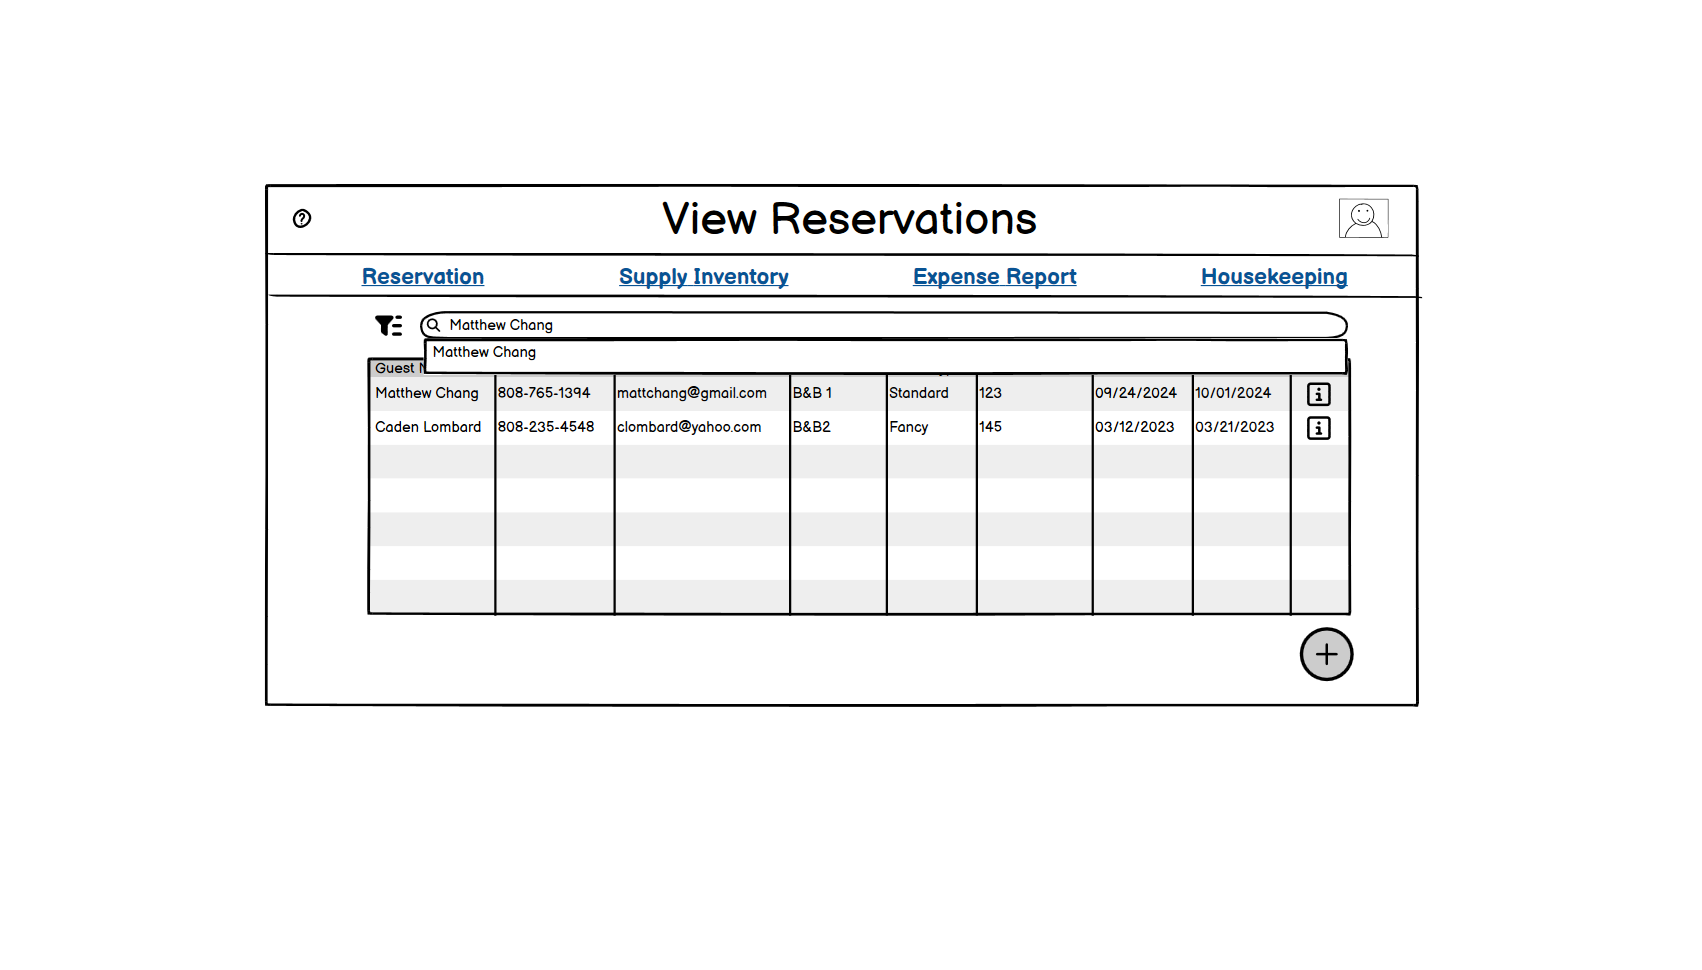 View Reservations
Reservation Supply Inventory Expense Report Housekeeping
Matthew Chang
Matthew Chang
Guest
Matthew Chang 808-765-1394 mattchang@gmail.com B&B 1 Standard 123 09/24/2024 10/01/2024
Caden Lombard 808-235-4548 clombard@yahoo.com B&B2 Fancy 145 03/12/2023 03/21/2023